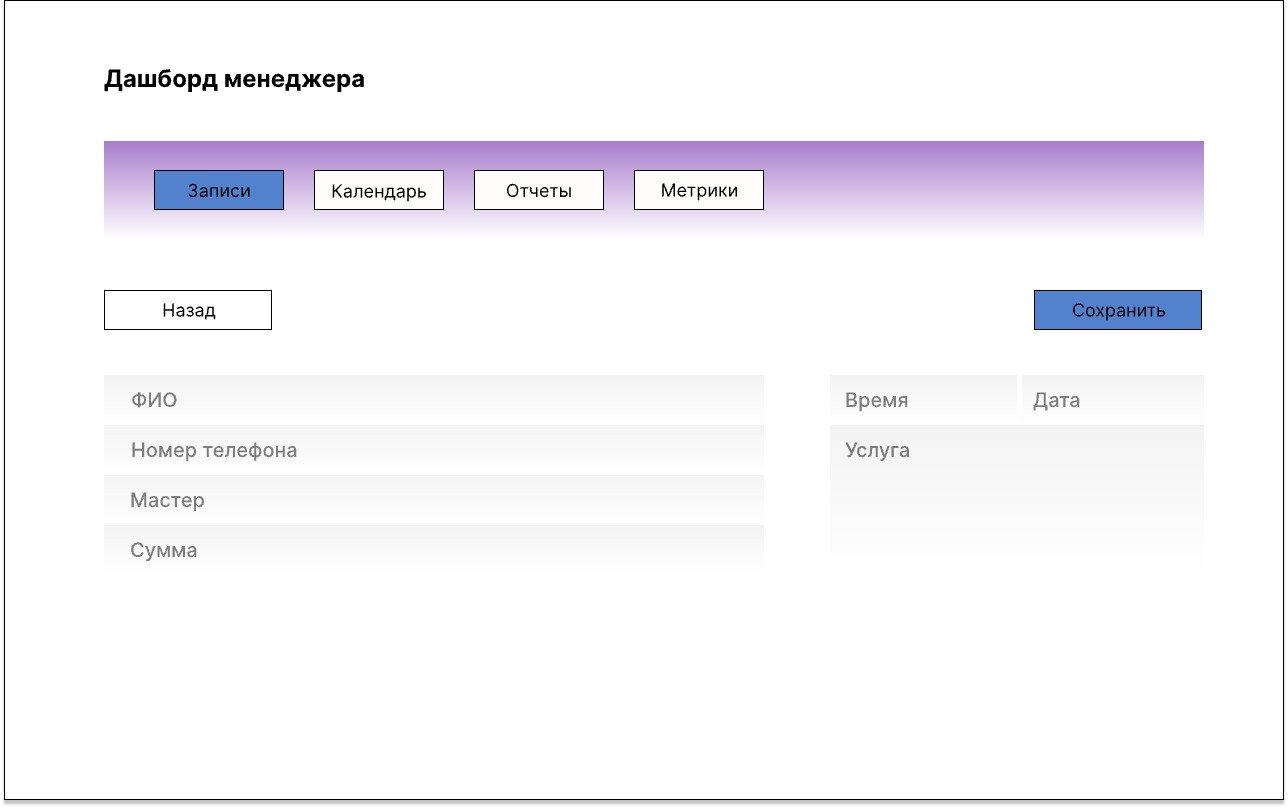 Дашборд менеджера
Записи Календарь Отчеты Метрики
Назад Сохранить
ФИО Время Дата
Номер телефона Услуга
Мастер
Сумма